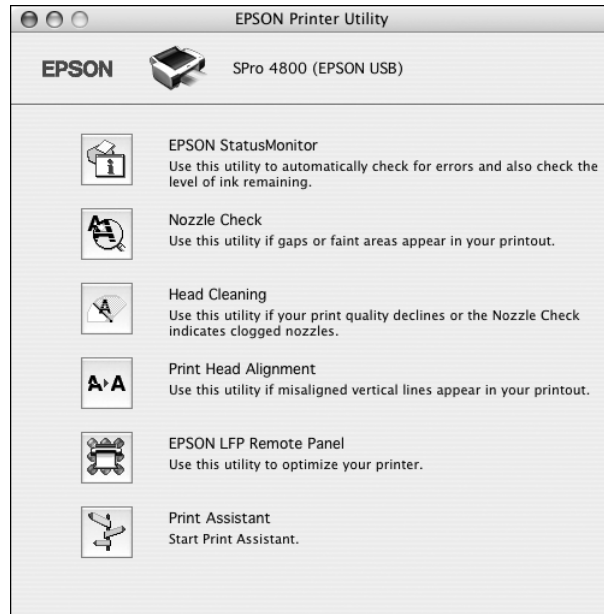 EPSON Printer Utility
EPSON
SPro 4800 (EPSON USB)
EPSON StatusMonitor
Use this utility to automatically check for errors and also check the
level of ink remaining.
Nozzle Check
Use this utility if gaps or faint areas appear in your printout.
Head Cleaning
Use this utility if your print quality declines or the Nozzle Check
indicates clogged nozzles.
A
A▸A
Print Head Alignment
Use this utility if misaligned vertical lines appear in your printout.
EPSON LFP Remote Panel
Use this utility to optimize your printer.
Print Assistant
Start Print Assistant.